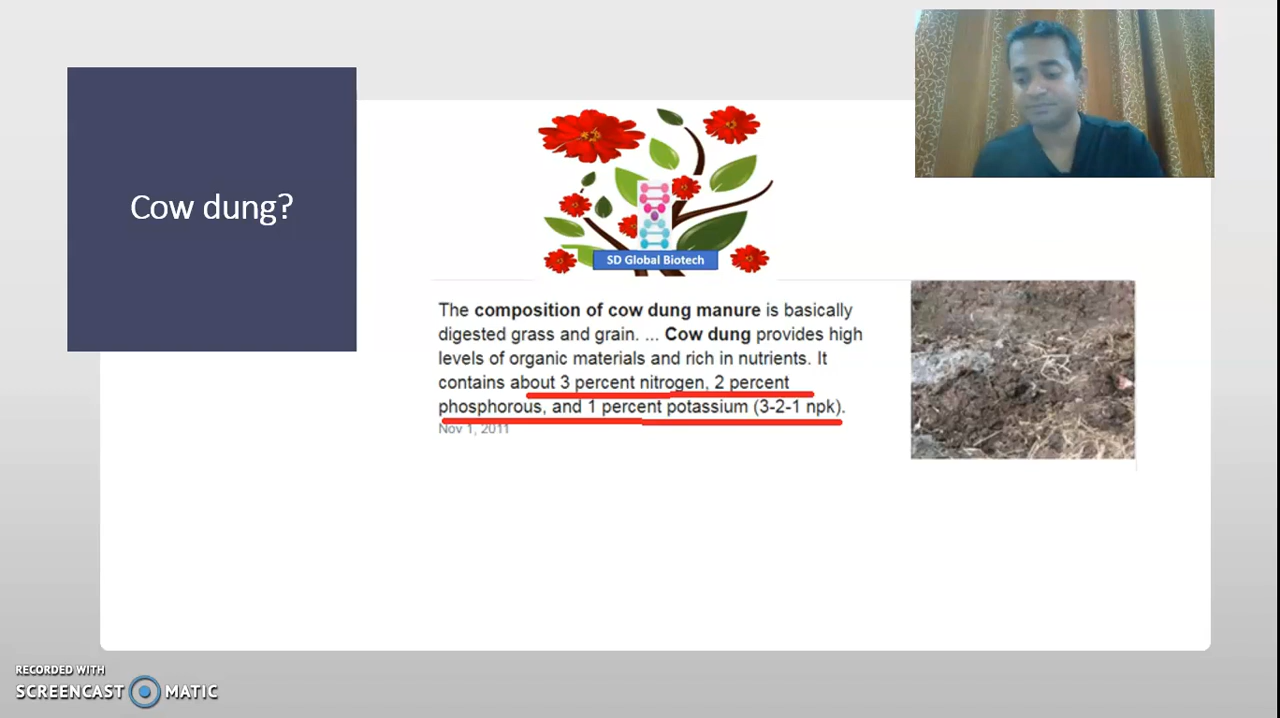 Cow dung?
SD Global Biotech
The composition of cow dung manure is basically
digested grass and grain. ... Cow dung provides high
levels of organic materials and rich in nutrients. It
contains about 3 percent nitrogen, 2 percent
phosphorous, and 1 percent potassium (3-2-1 npk).
Nov 1, 2011
RECORDED WITH
SCREENCAST MATIC